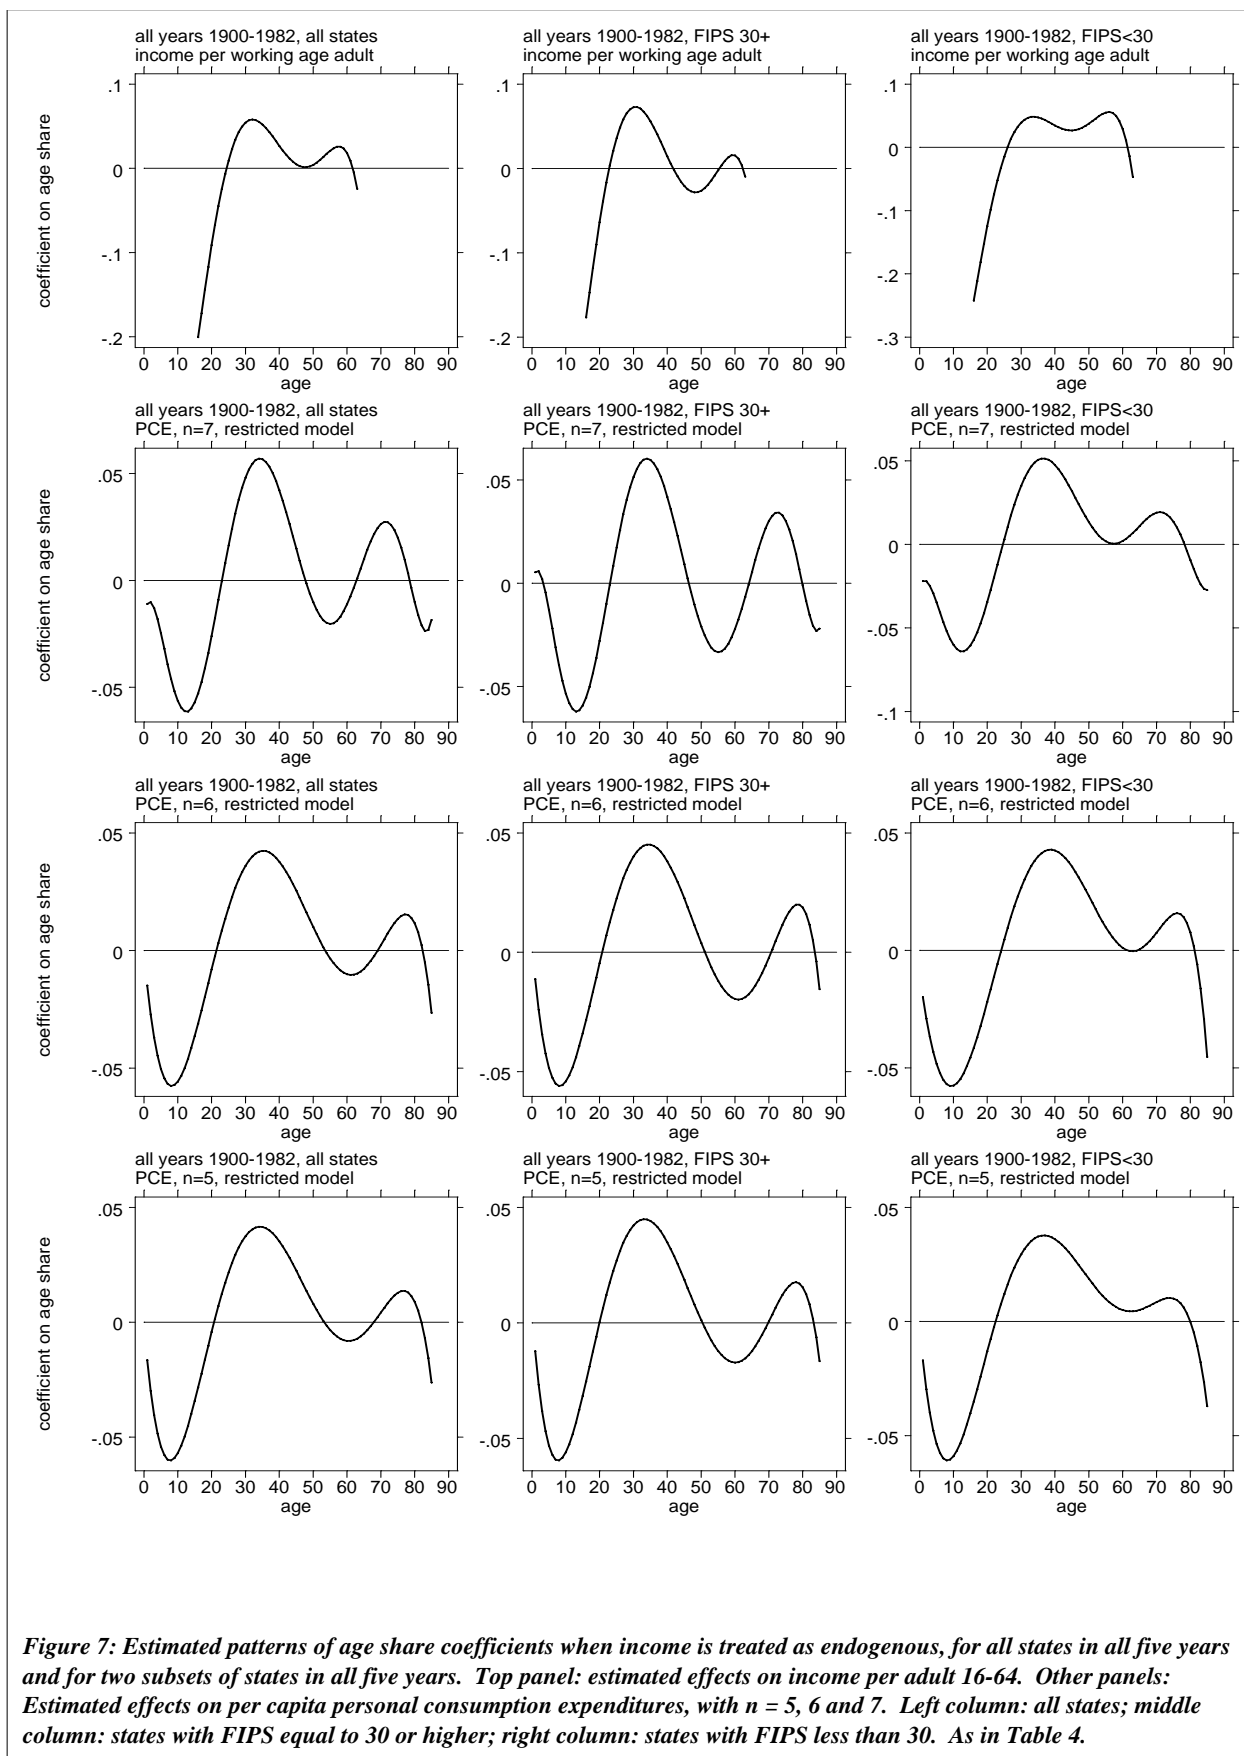 all years 1900-1982, all states
income per working age adult
coefficient on age share
.1
0
-.1
-.2
0 10 20 30 40 50 60 70 80 90
age
all years 1900-1982, FIPS 30+
income per working age adult
.1
0
-.1
-.2
0 10 20 30 40 50 60 70 80 90
age
all years 1900-1982, FIPS<30
income per working age adult
.1
0
-.1
-.2
-.3
0 10 20 30 40 50 60 70 80 90
age
all years 1900-1982, all states
PCE, n=7, restricted model
coefficient on age share
.05
0
-.05
0 10 20 30 40 50 60 70 80 90
age
all years 1900-1982, FIPS 30+
PCE, n=7, restricted model
.05
0
-.05
0 10 20 30 40 50 60 70 80 90
age
all years 1900-1982, FIPS<30
PCE, n=7, restricted model
.05
0
-.05
-.1
0 10 20 30 40 50 60 70 80 90
age
all years 1900-1982, all states
PCE, n=6, restricted model
coefficient on age share
.05
0
-.05
0 10 20 30 40 50 60 70 80 90
age
all years 1900-1982, FIPS 30+
PCE, n=6, restricted model
.05
0
-.05
0 10 20 30 40 50 60 70 80 90
age
all years 1900-1982, FIPS<30
PCE, n=6, restricted model
.05
0
-.05
0 10 20 30 40 50 60 70 80 90
age
all years 1900-1982, all states
PCE, n=5, restricted model
coefficient on age share
.05
0
-.05
0 10 20 30 40 50 60 70 80 90
age
all years 1900-1982, FIPS 30+
PCE, n=5, restricted model
.05
0
-.05
0 10 20 30 40 50 60 70 80 90
age
all years 1900-1982, FIPS<30
PCE, n=5, restricted model
.05
0
-.05
0 10 20 30 40 50 60 70 80 90
age
Figure 7: Estimated patterns of age share coefficients when income is treated as endogenous, for all states in all five years
and for two subsets of states in all five years. Top panel: estimated effects on income per adult 16-64. Other panels:
Estimated effects on per capita personal consumption expenditures, with n = 5, 6 and 7. Left column: all states; middle
column: states with FIPS equal to 30 or higher; right column: states with FIPS less than 30. As in Table 4.